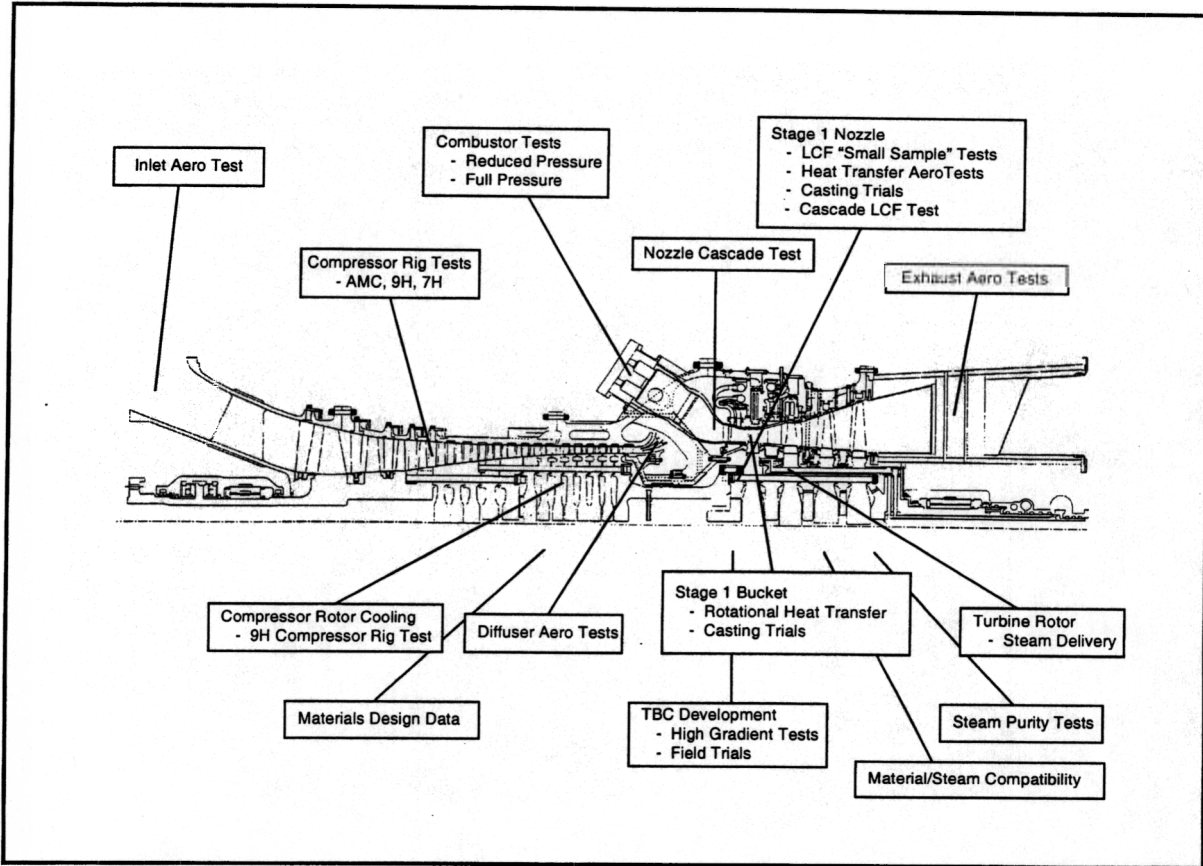 Inlet Aero Test
Combustor Tests
- Reduced Pressure
- Full Pressure
Stage 1 Nozzle
- LCF “Small Sample” Tests
- Heat Transfer AeroTests
- Casting Trials
- Cascade LCF Test
Compressor Rig Tests
- AMC, 9H, 7H
Nozzle Cascade Test
Exhaust Aero Tests
Compressor Rotor Cooling
- 9H Compressor Rig Test
Diffuser Aero Tests
Stage 1 Bucket
- Rotational Heat Transfer
- Casting Trials
Turbine Rotor
- Steam Delivery
Materials Design Data
TBC Development
- High Gradient Tests
- Field Trials
Steam Purity Tests
Material/Steam Compatibility